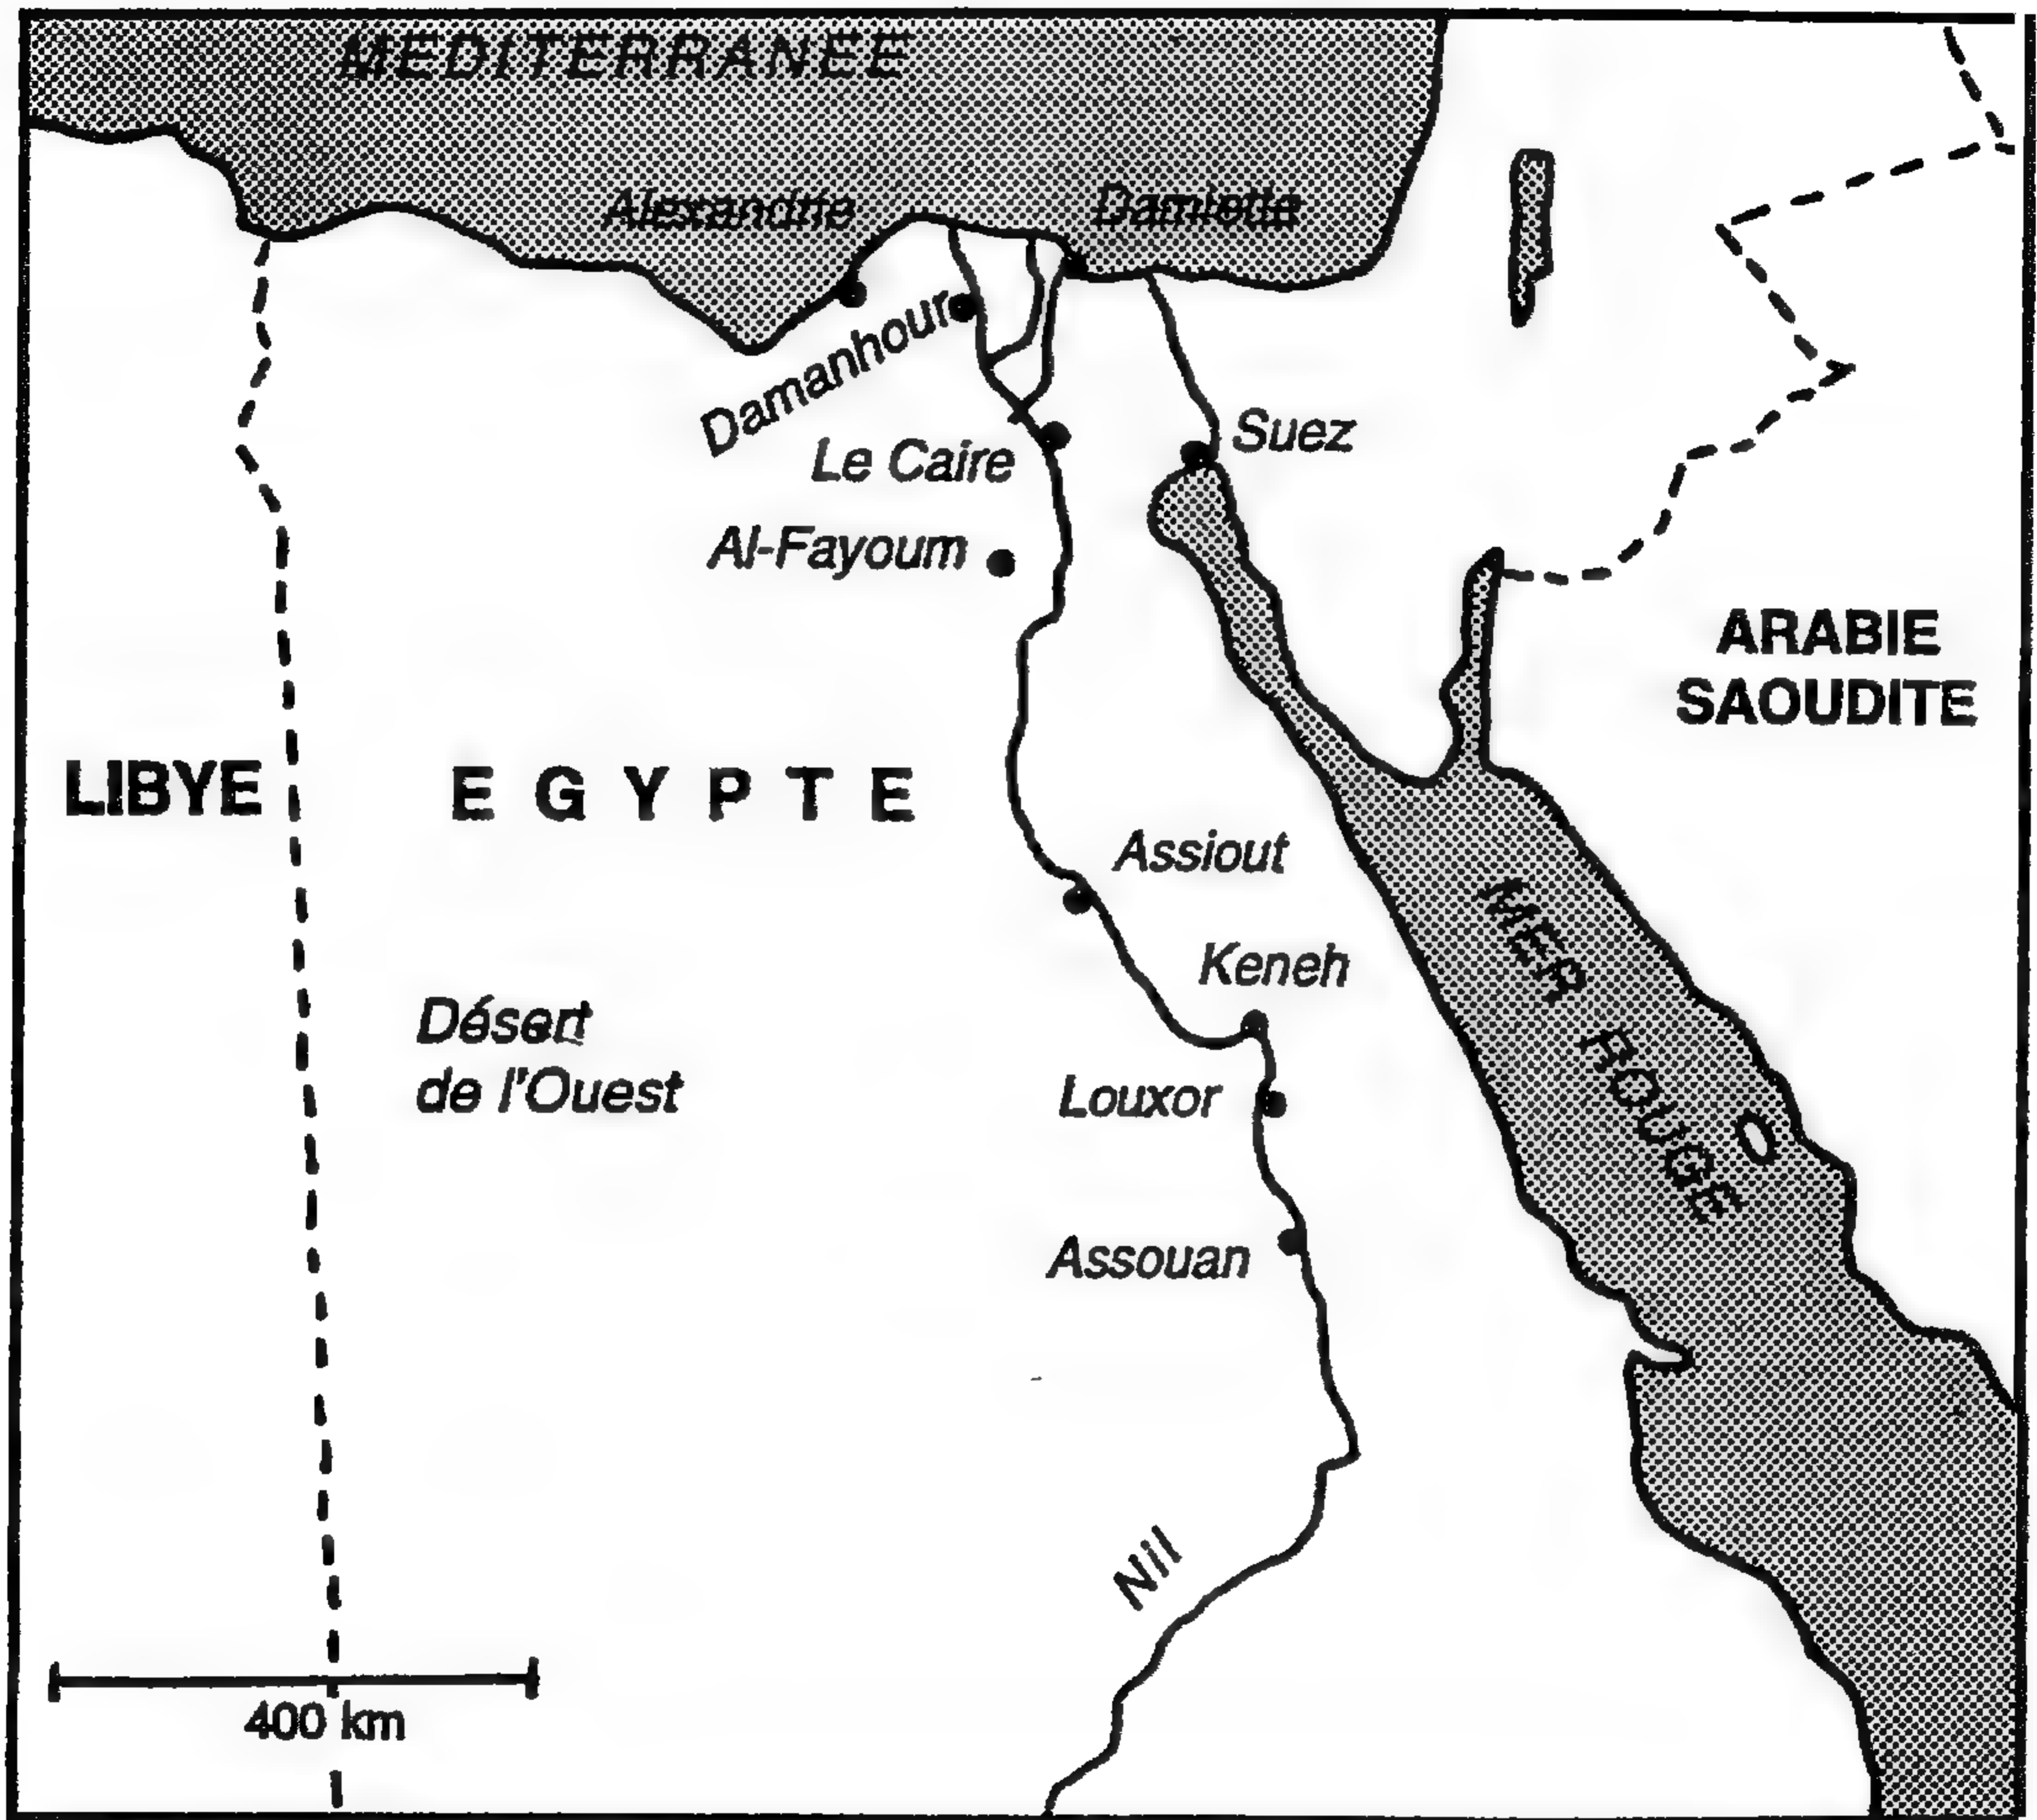 MEDITERRANEE
Alexandrie
Damiette
Damanhour
Le Caire
Suez
Al-Fayoum
ARABIE
SAOUDITE
LIBYE
EGYPTE
Assiout
MER ROUGE
Keneh
Désert
de l'Ouest
Louxor
Assouan
Nil
400 km